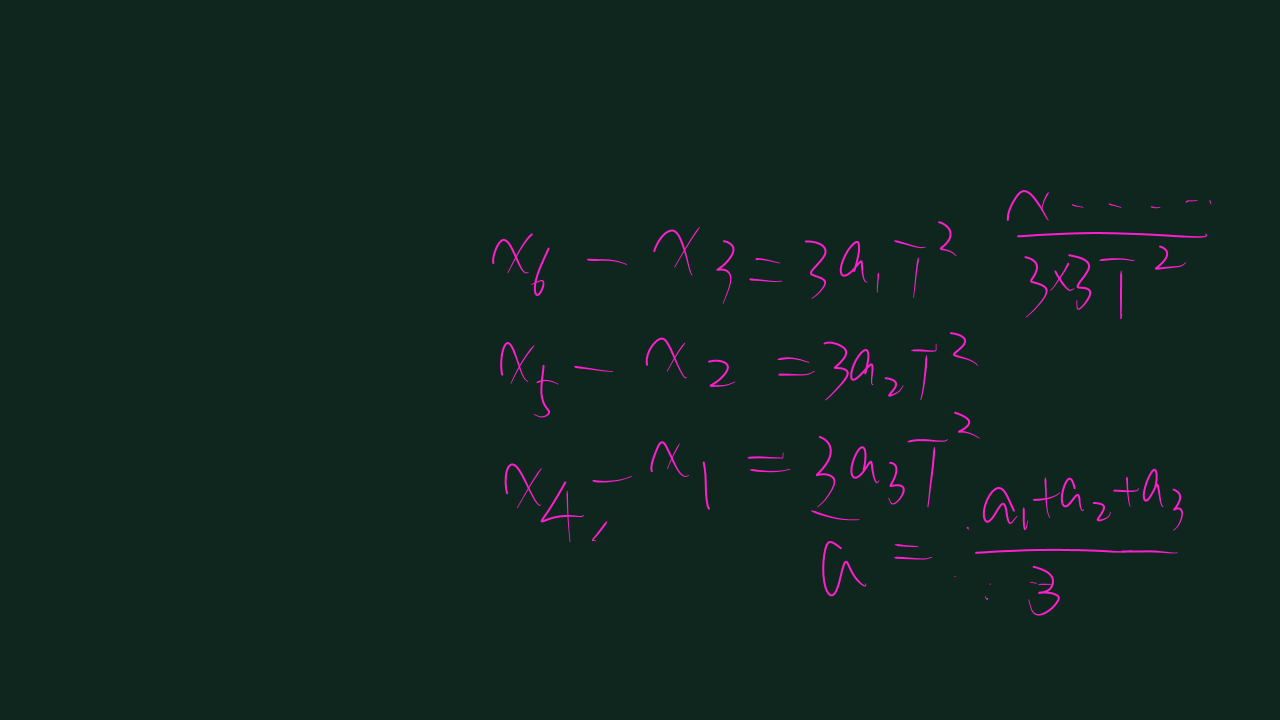 x₆ − x₃ = 3a₁T² x-----/3×3T²
x₅ − x₂ = 3a₂T²
x₄ − x₁ = 3a₃T²
ā = (a₁+a₂+a₃)/3